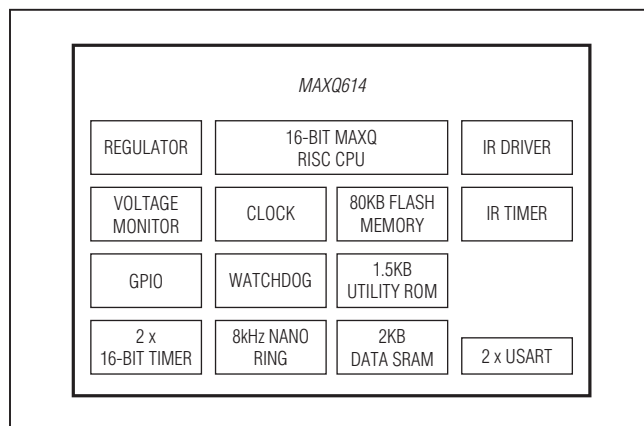 MAXQ614
REGULATOR
16-BIT MAXQ
RISC CPU
IR DRIVER
VOLTAGE
MONITOR
CLOCK
80KB FLASH
MEMORY
IR TIMER
GPIO
WATCHDOG
1.5KB
UTILITY ROM
2 x
16-BIT TIMER
8kHz NANO
RING
2KB
DATA SRAM
2 x USART